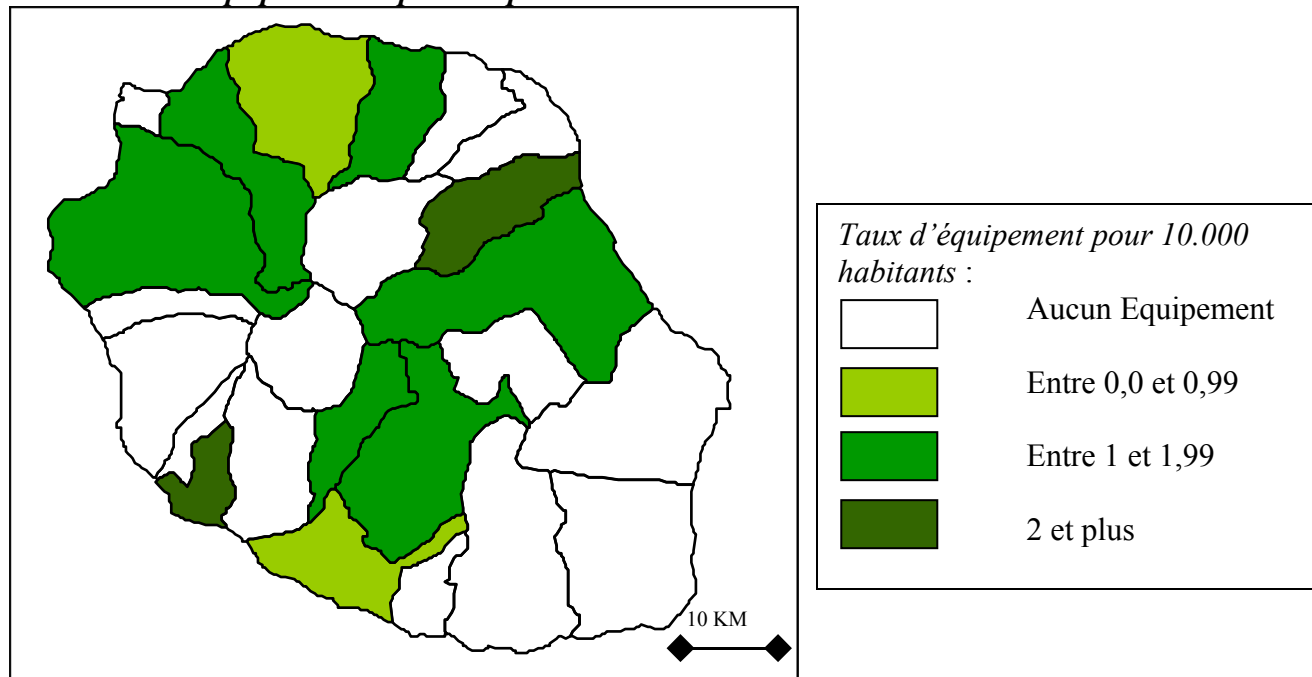 10 KM
Taux d'équipement pour 10.000
habitants :
Aucun Equipement
Entre 0,0 et 0,99
Entre 1 et 1,99
2 et plus